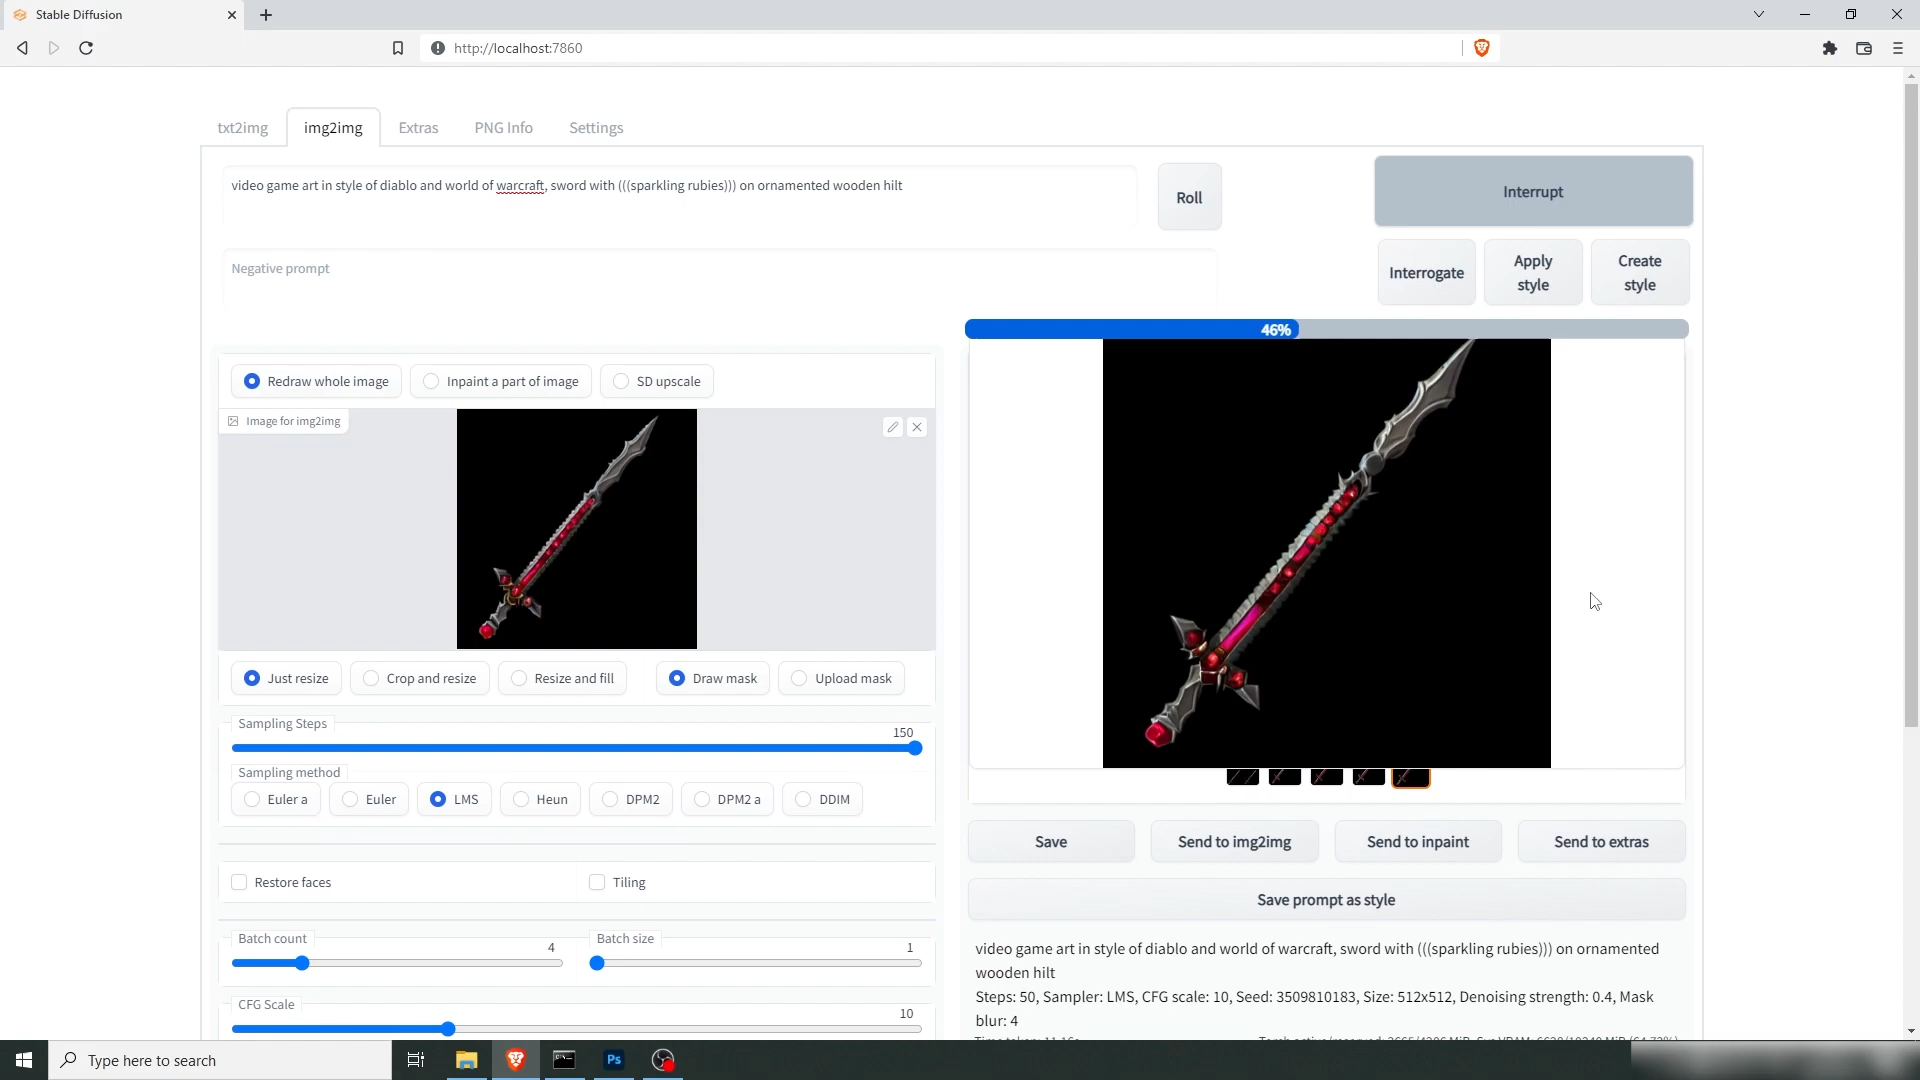 Stable Diffusion
http://localhost:7860
txt2img
img2img
Extras
PNG Info
Settings
video game art in style of diablo and world of warcraft, sword with (((sparkling rubies))) on ornamented wooden hilt
Roll
Interrupt
Negative prompt
Interrogate
Apply
style
Create
style
46%
Redraw whole image
Inpaint a part of image
SD upscale
Image for img2img
Just resize
Crop and resize
Resize and fill
Draw mask
Upload mask
Sampling Steps
150
Sampling method
Euler a
Euler
LMS
Heun
DPM2
DPM2 a
DDIM
Save
Send to img2img
Send to inpaint
Send to extras
Restore faces
Tiling
Save prompt as style
Batch count
4
Batch size
1
video game art in style of diablo and world of warcraft, sword with (((sparkling rubies))) on ornamented
wooden hilt
Steps: 50, Sampler: LMS, CFG scale: 10, Seed: 3509810183, Size: 512x512, Denoising strength: 0.4, Mask
blur: 4
CFG Scale
10
Type here to search
Ps